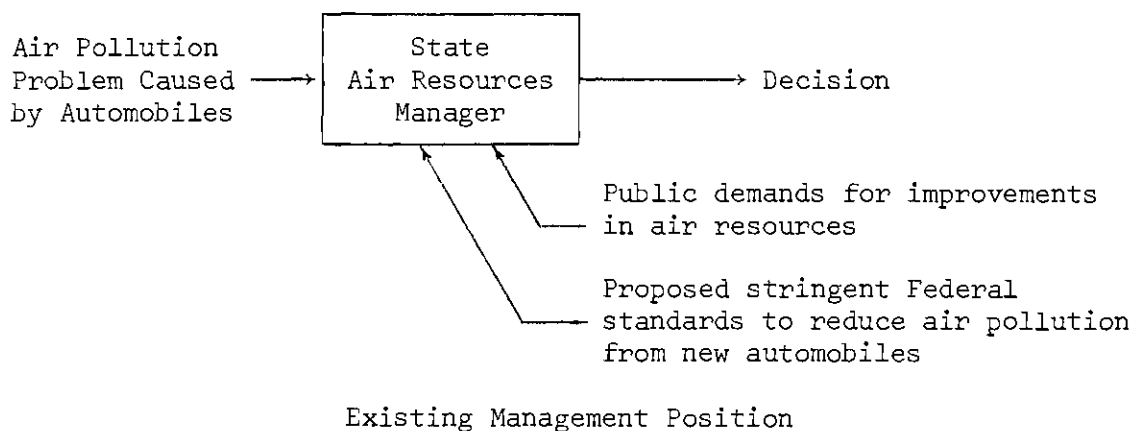 Air Pollution
Problem Caused
by Automobiles
State
Air Resources
Manager
Decision
Public demands for improvements
in air resources
Proposed stringent Federal
standards to reduce air pollution
from new automobiles
Existing Management Position